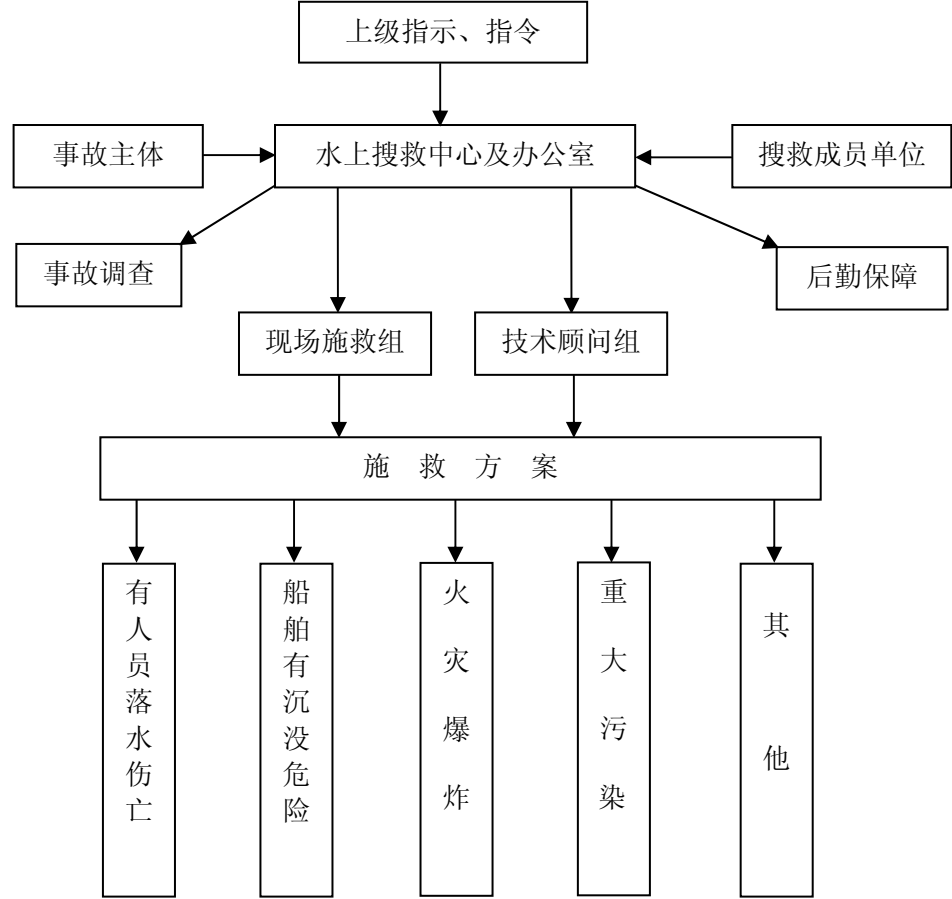 上级指示、指令
事故主体
水上搜救中心及办公室
搜救成员单位
事故调查
后勤保障
现场施救组
技术顾问组
施救方案
有人员落水伤亡
船舶有沉没危险
火灾爆炸
重大污染
其他